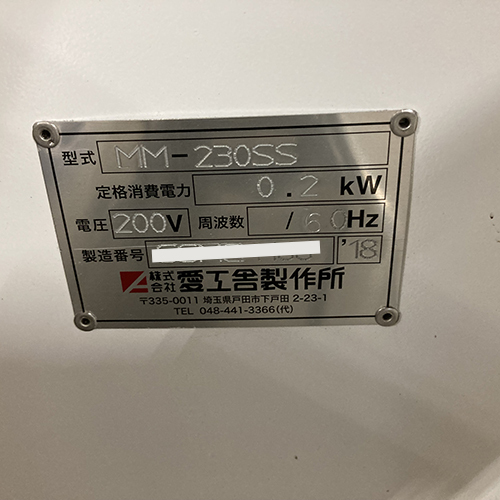 型式 MM-230SS
定格消費電力 0.2 kW
電圧 200V 周波数 /60Hz
製造番号 '18
株式会社 愛工舎製作所
〒335-0011 埼玉県戸田市下戸田 2-23-1
TEL 048-441-3366(代)